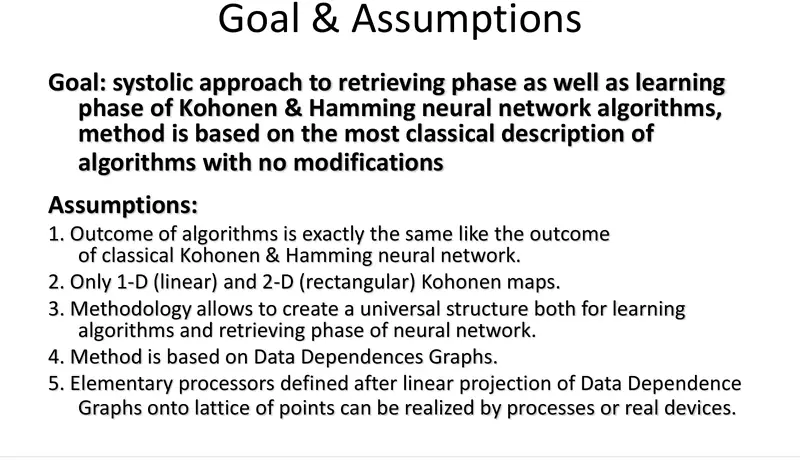 Goal & Assumptions
Goal: systolic approach to retrieving phase as well as learning
phase of Kohonen & Hamming neural network algorithms,
method is based on the most classical description of
algorithms with no modifications
Assumptions:
1. Outcome of algorithms is exactly the same like the outcome
of classical Kohonen & Hamming neural network.
2. Only 1-D (linear) and 2-D (rectangular) Kohonen maps.
3. Methodology allows to create a universal structure both for learning
algorithms and retrieving phase of neural network.
4. Method is based on Data Dependences Graphs.
5. Elementary processors defined after linear projection of Data Dependence
Graphs onto lattice of points can be realized by processes or real devices.